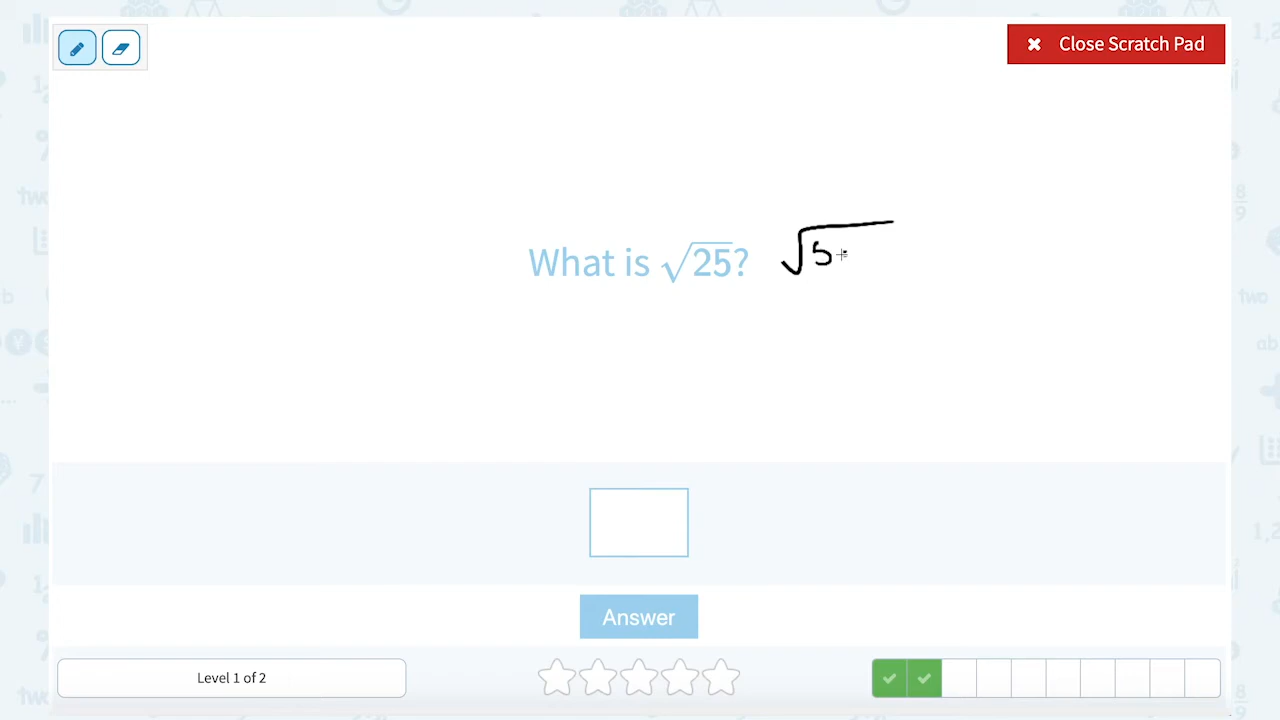 ✖ Close Scratch Pad
What is √25? √5
Answer
Level 1 of 2